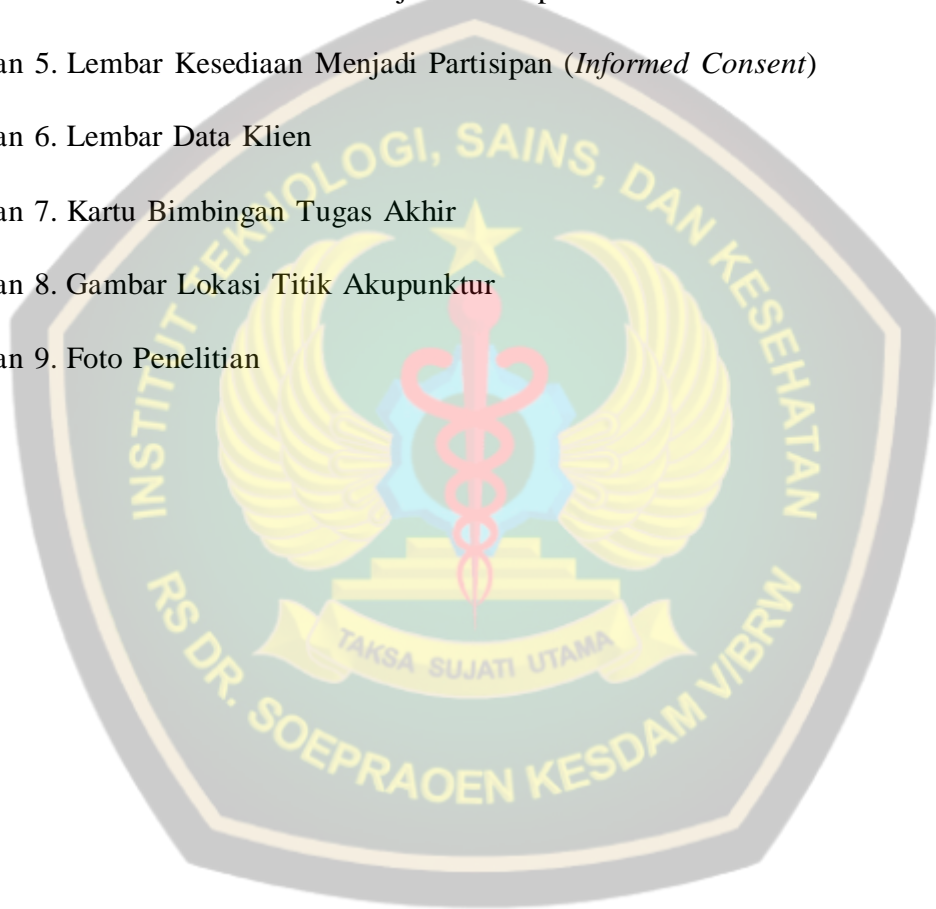 an 5. Lembar Kesediaan Menjadi Partisipan (Informed Consent)
an 6. Lembar Data Klien
an 7. Kartu Bimbingan Tugas Akhir
an 8. Gambar Lokasi Titik Akupunktur
an 9. Foto Penelitian
INSTITUT TEKNOLOGI, SAINS, DAN KESEHATAN
TAKSA SUJATI UTAMA
RS DR. SOEPRAOEN KESDAM V/BRW